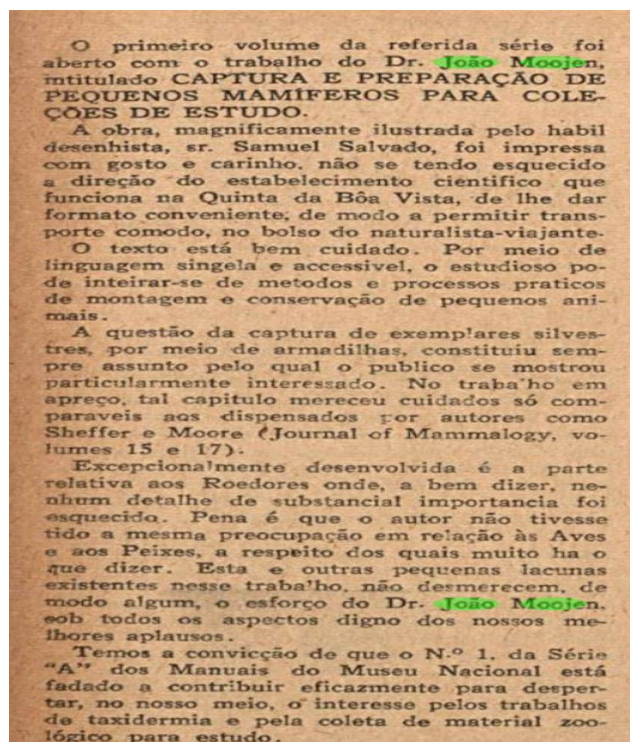 O primeiro volume da referida série foi
aberto com o trabalho do Dr. João Moojen,
intitulado CAPTURA E PREPARAÇÃO DE
PEQUENOS MAMÍFEROS PARA COLE-
ÇÕES DE ESTUDO.
A obra, magnificamente ilustrada pelo habil
desenhista, sr. Samuel Salvado, foi impressa
com gosto e carinho, não se tendo esquecido
a direção do estabelecimento cientifico que
funciona na Quinta da Bôa Vista, de lhe dar
formato conveniente, de modo a permitir trans-
porte comodo, no bolso do naturalista-viajante.
O texto está bem cuidado. Por meio de
linguagem singela e accessivel, o estudioso po-
de inteirar-se de metodos e processos praticos
de montagem e conservação de pequenos ani-
mais.
A questão da captura de exemplares silves-
tres, por meio de armadilhas, constituiu sem-
pre assunto pelo qual o publico se mostrou
particularmente interessado. No trabalho em
apreço, tal capitulo mereceu cuidados só com-
paraveis aos dispensados por autores como
Sheffer e Moore (Journal of Mammalogy, vo-
lumes 15 e 17).
Excepcionalmente desenvolvida é a parte
relativa aos Roedores onde, a bem dizer, ne-
nhum detalhe de substancial importancia foi
esquecido. Pena é que o autor não tivesse
tido a mesma preocupação em relação às Aves
e aos Peixes, a respeito dos quais muito ha o
que dizer. Esta e outras pequenas lacunas
existentes nesse trabalho, não desmerecem, de
modo algum, o esforço do Dr. João Moojen,
sob todos os aspectos digno dos nossos me-
lhores aplausos.
Temos a convicção de que o N.º 1, da Série
"A" dos Manuais do Museu Nacional está
fadado a contribuir eficazmente para desper-
tar, no nosso meio, o interesse pelos trabalhos
de taxidermia e pela coleta de material zoo-
lógico para estudo.